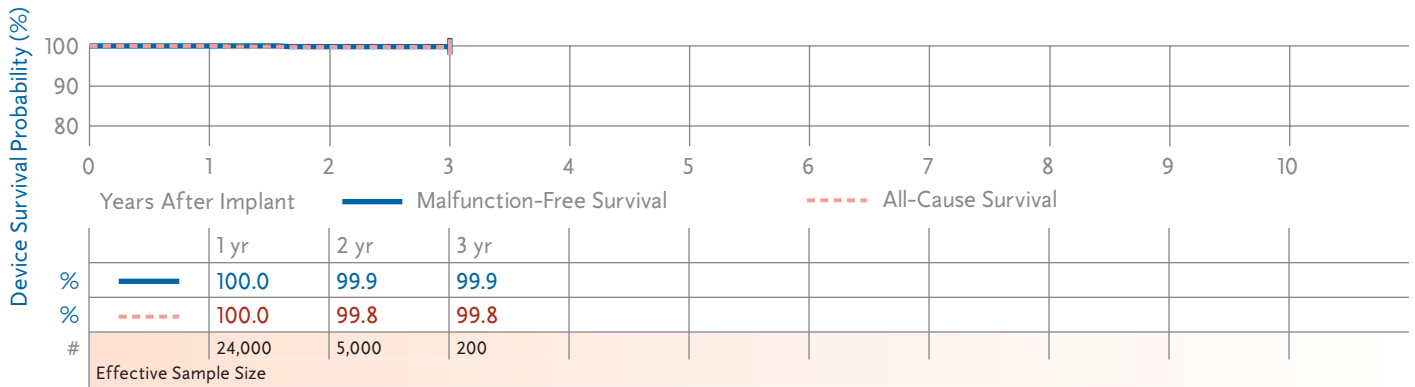 Device Survival Probability (%)
100
90
80
0 1 2 3 4 5 6 7 8 9 10
Years After Implant Malfunction-Free Survival All-Cause Survival
1 yr 2 yr 3 yr
% 100.0 99.9 99.9
% 100.0 99.8 99.8
# 24,000 5,000 200
Effective Sample Size